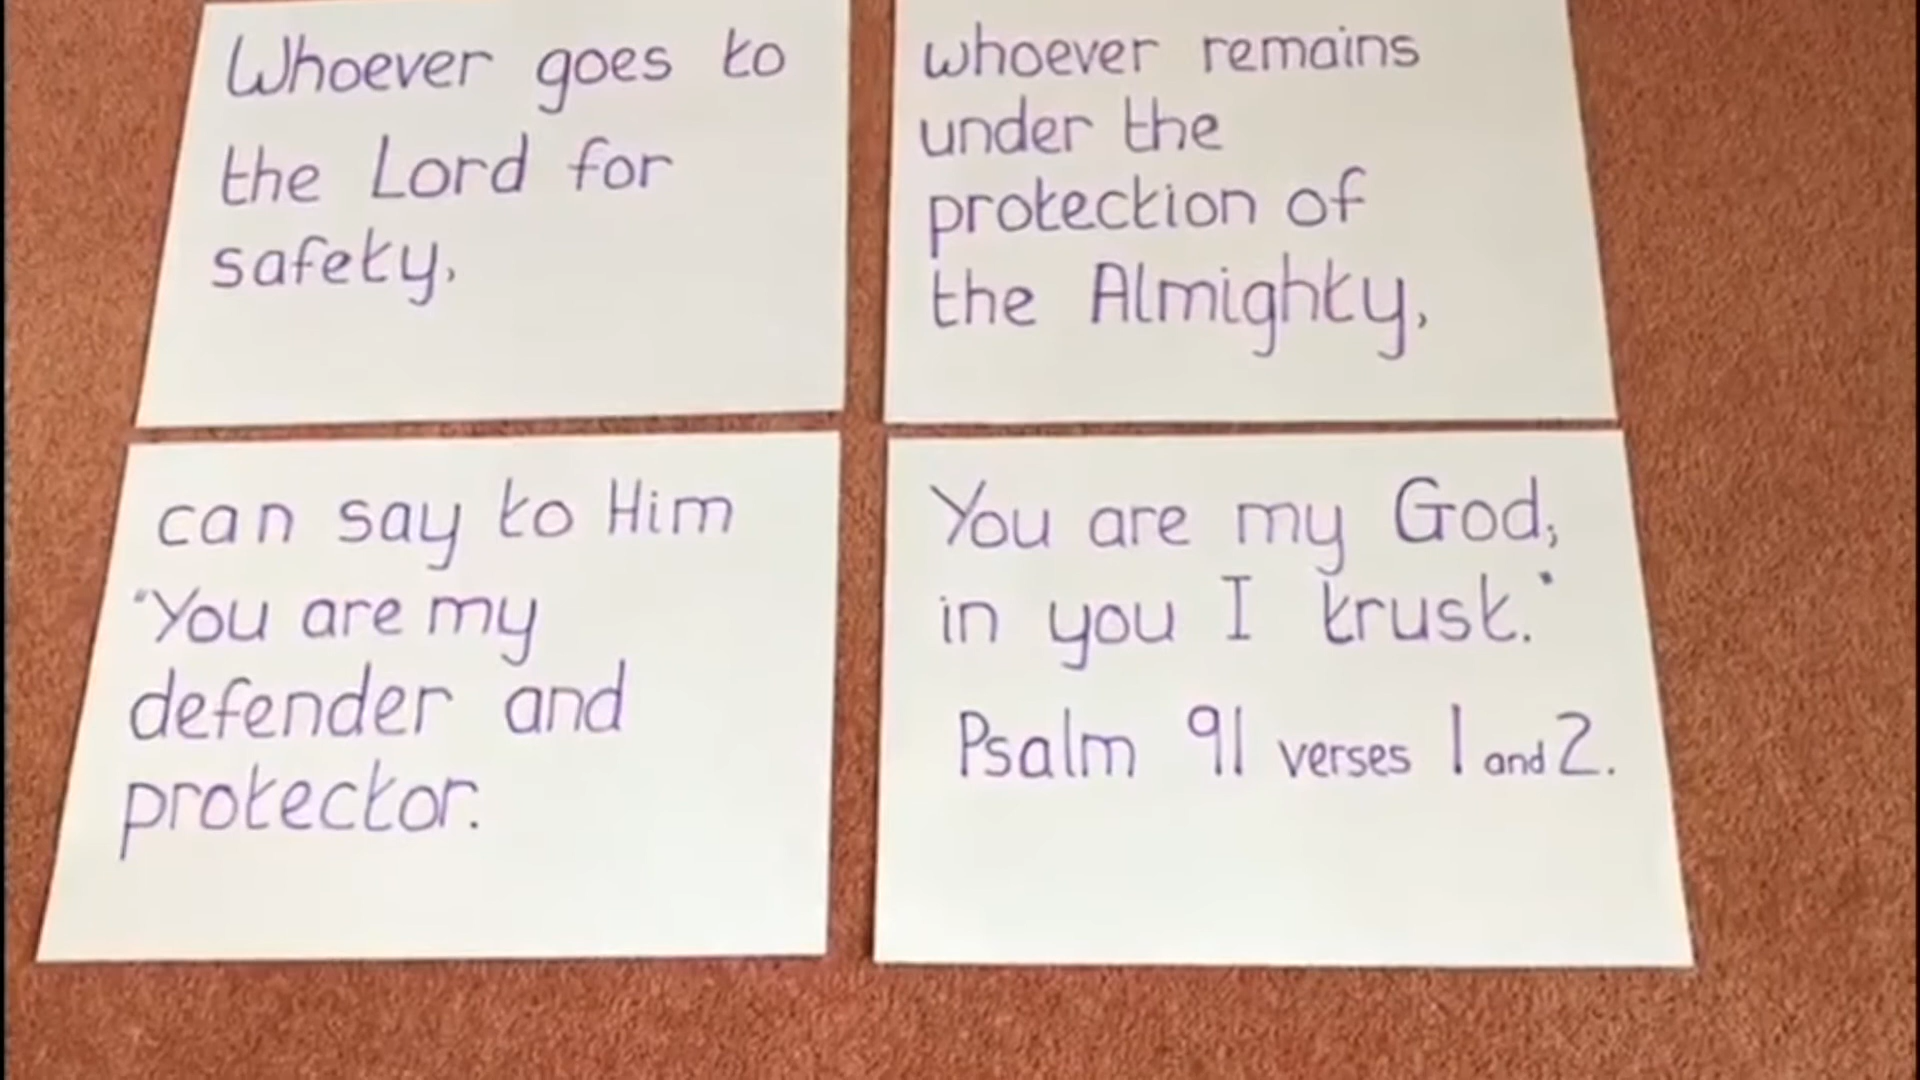 Whoever goes to
the Lord for
safety,
whoever remains
under the
protection of
the Almighty,
can say to Him
"You are my
defender and
protector.
You are my God;
in you I trust."
Psalm 91 verses 1 and 2.